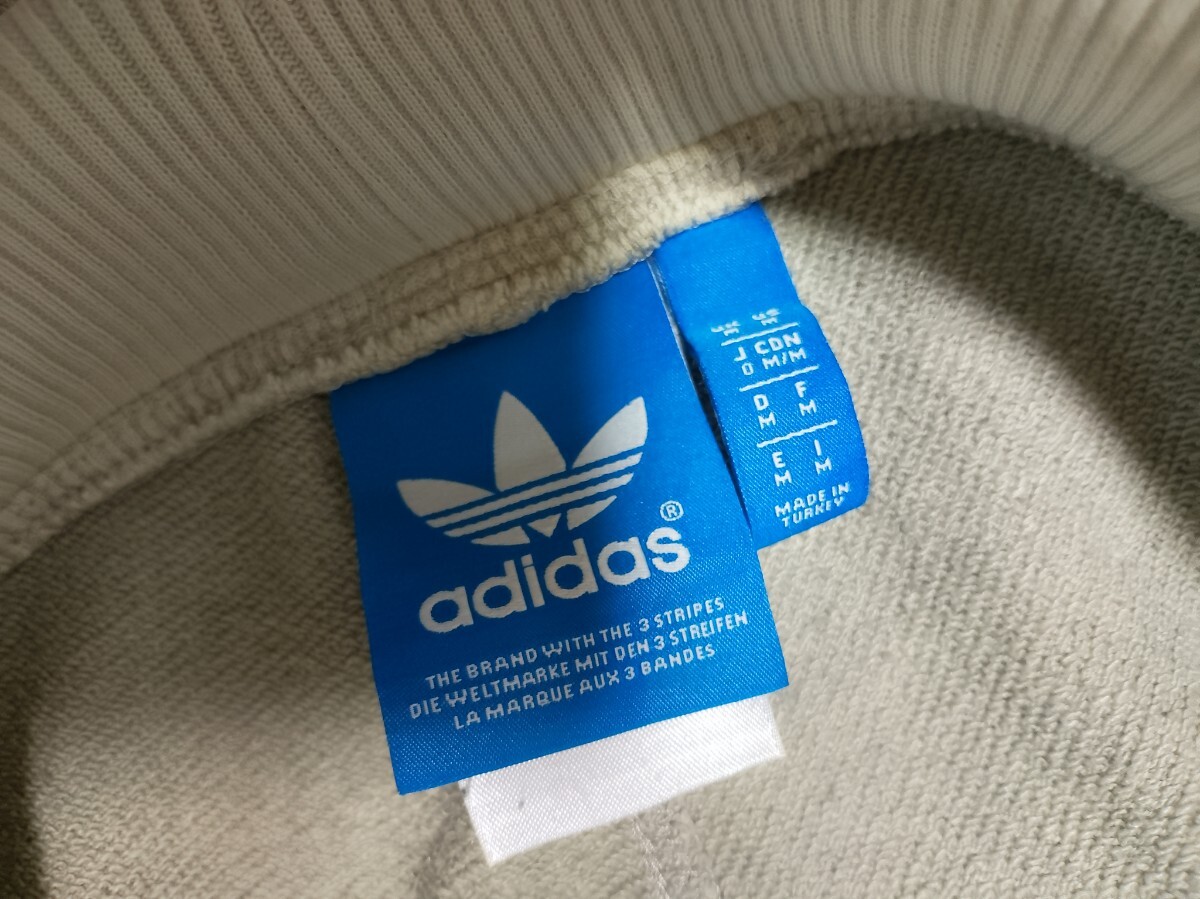 adidas®
THE BRAND WITH THE 3 STRIPES
DIE WELTMARKE MIT DEN 3 STREIFEN
LA MARQUE AUX 3 BANDES
J CDN
O M/M
D F
M M
E I
M M
MADE IN
TURKEY